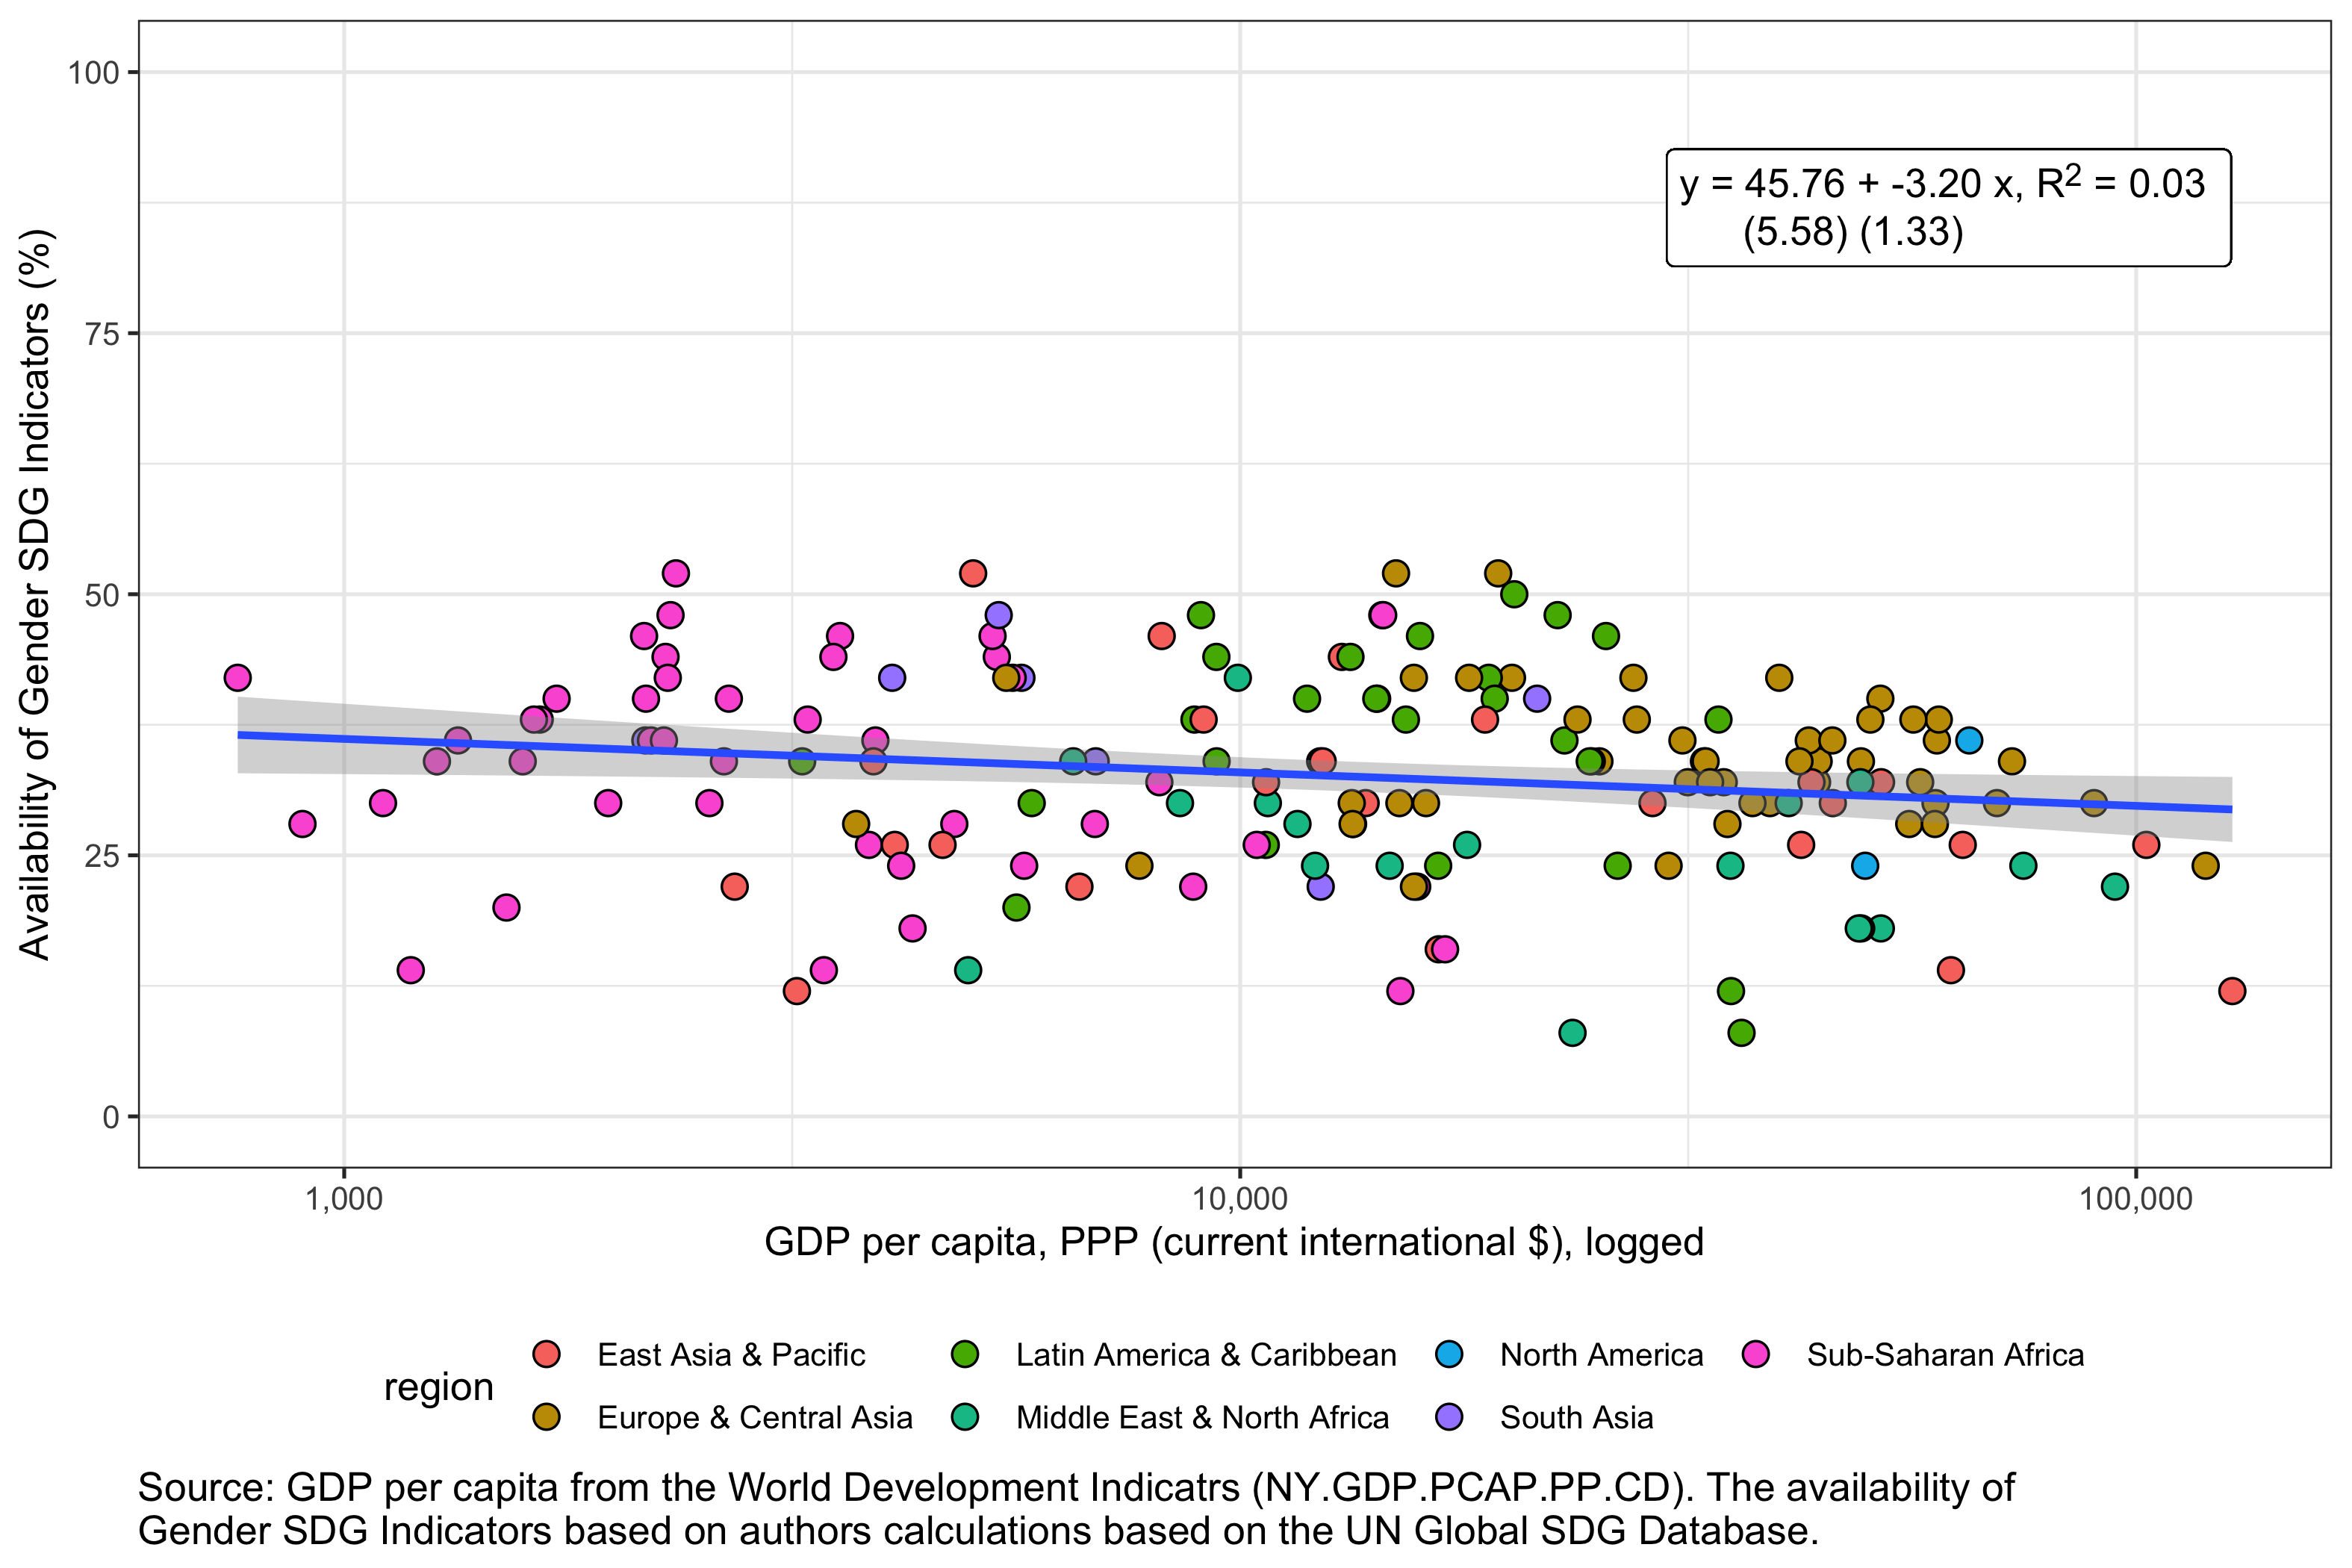 Availability of Gender SDG Indicators (%)
100
75
50
25
0
y = 45.76 + -3.20 x, R² = 0.03
(5.58) (1.33)
1,000
10,000
100,000
GDP per capita, PPP (current international $), logged
region
East Asia & Pacific
Europe & Central Asia
Latin America & Caribbean
Middle East & North Africa
North America
South Asia
Sub-Saharan Africa
Source: GDP per capita from the World Development Indicatrs (NY.GDP.PCAP.PP.CD). The availability of
Gender SDG Indicators based on authors calculations based on the UN Global SDG Database.